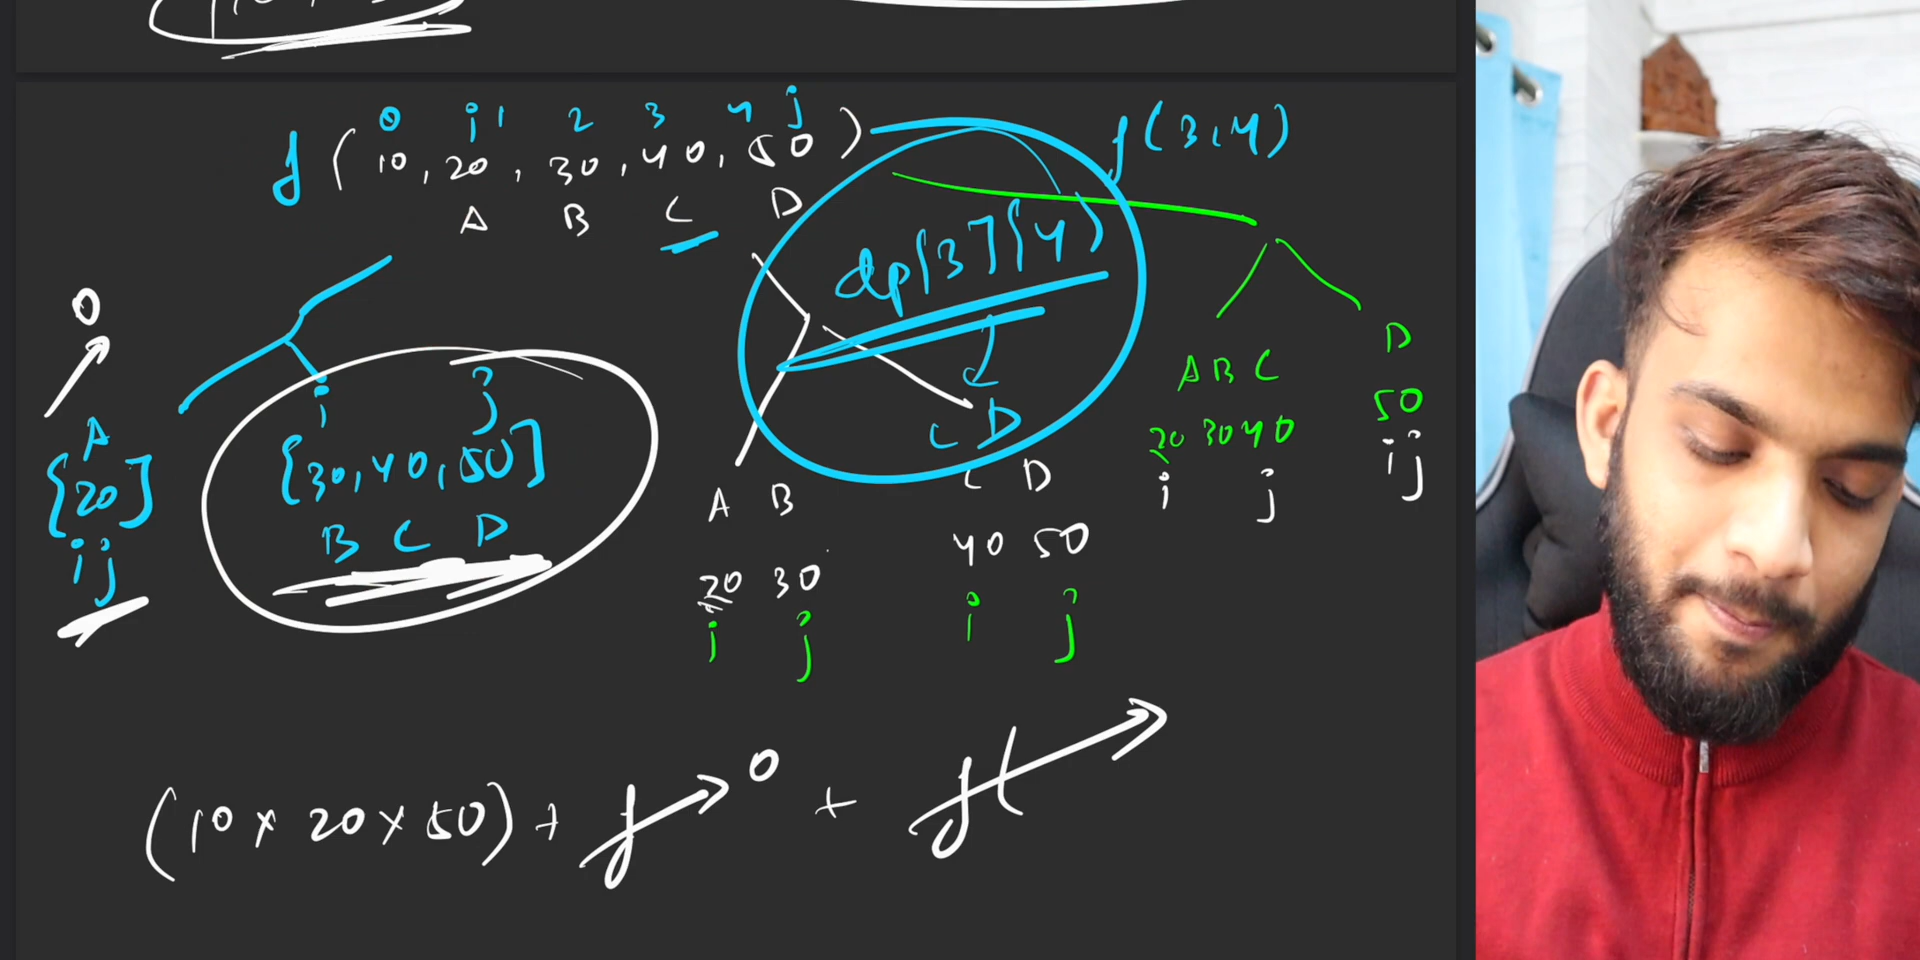 0 i 1 2 3 4 j
f ( 10, 20, 30, 40, 50 ) f(3,4)
A B C D
dp[3][4]
0
i j
A
{20}
i j
{30, 40, 50}
B C D
C D
A B C D
20 30 40 50
i j i j
A B C D
20 30 40 50
i j i j
(10 x 20 x 50) + f → 0 + f(